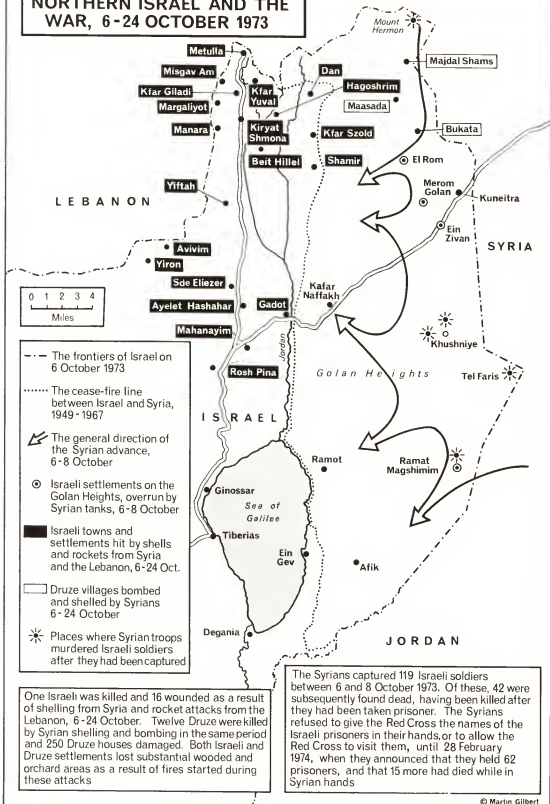 NORTHERN ISRAEL AND THE
WAR, 6-24 OCTOBER 1973
Mount
Hermon
Metulla
Majdal Shams
Misgav Am
Dan
Kfar Giladi
Kfar
Yuval
Hagoshrim
Margaliyot
Maasada
Manara
Kiryat
Shmona
Kfar Szold
Bukata
Beit Hillel
Shamir
El Rom
Merom
Golan
Yiftah
Kuneitra
LEBANON
Ein
Zivan
SYRIA
Avivim
Yiron
Sde Eliezer
Kafar
Naffakh
0 1 2 3 4
Miles
Ayelet Hashahar
Gadot
Mahanayim
Khushniye
Jordan
Rosh Pina
Golan Heights
Tel Faris
ISRAEL
Ramot
Ramat
Magshimim
Ginossar
Sea of
Galilee
Tiberias
Ein
Gev
Afik
Degania
JORDAN
The frontiers of Israel on
6 October 1973
The cease-fire line
between Israel and Syria,
1949-1967
The general direction of
the Syrian advance,
6-8 October
Israeli settlements on the
Golan Heights, overrun by
Syrian tanks, 6-8 October
Israeli towns and
settlements hit by shells
and rockets from Syria
and the Lebanon, 6-24 Oct.
Druze villages bombed
and shelled by Syrians
6-24 October
Places where Syrian troops
murdered Israeli soldiers
after they had been captured
One Israeli was killed and 16 wounded as a result
of shelling from Syria and rocket attacks from the
Lebanon, 6-24 October. Twelve Druze were killed
by Syrian shelling and bombing in the same period
and 250 Druze houses damaged. Both Israeli and
Druze settlements lost substantial wooded and
orchard areas as a result of fires started during
these attacks
The Syrians captured 119 Israeli soldiers
between 6 and 8 October 1973. Of these, 42 were
subsequently found dead, having been killed after
they had been taken prisoner. The Syrians
refused to give the Red Cross the names of the
Israeli prisoners in their hands, or to allow the
Red Cross to visit them, until 28 February
1974, when they announced that they held 62
prisoners, and that 15 more had died while in
Syrian hands
© Martin Gilbert